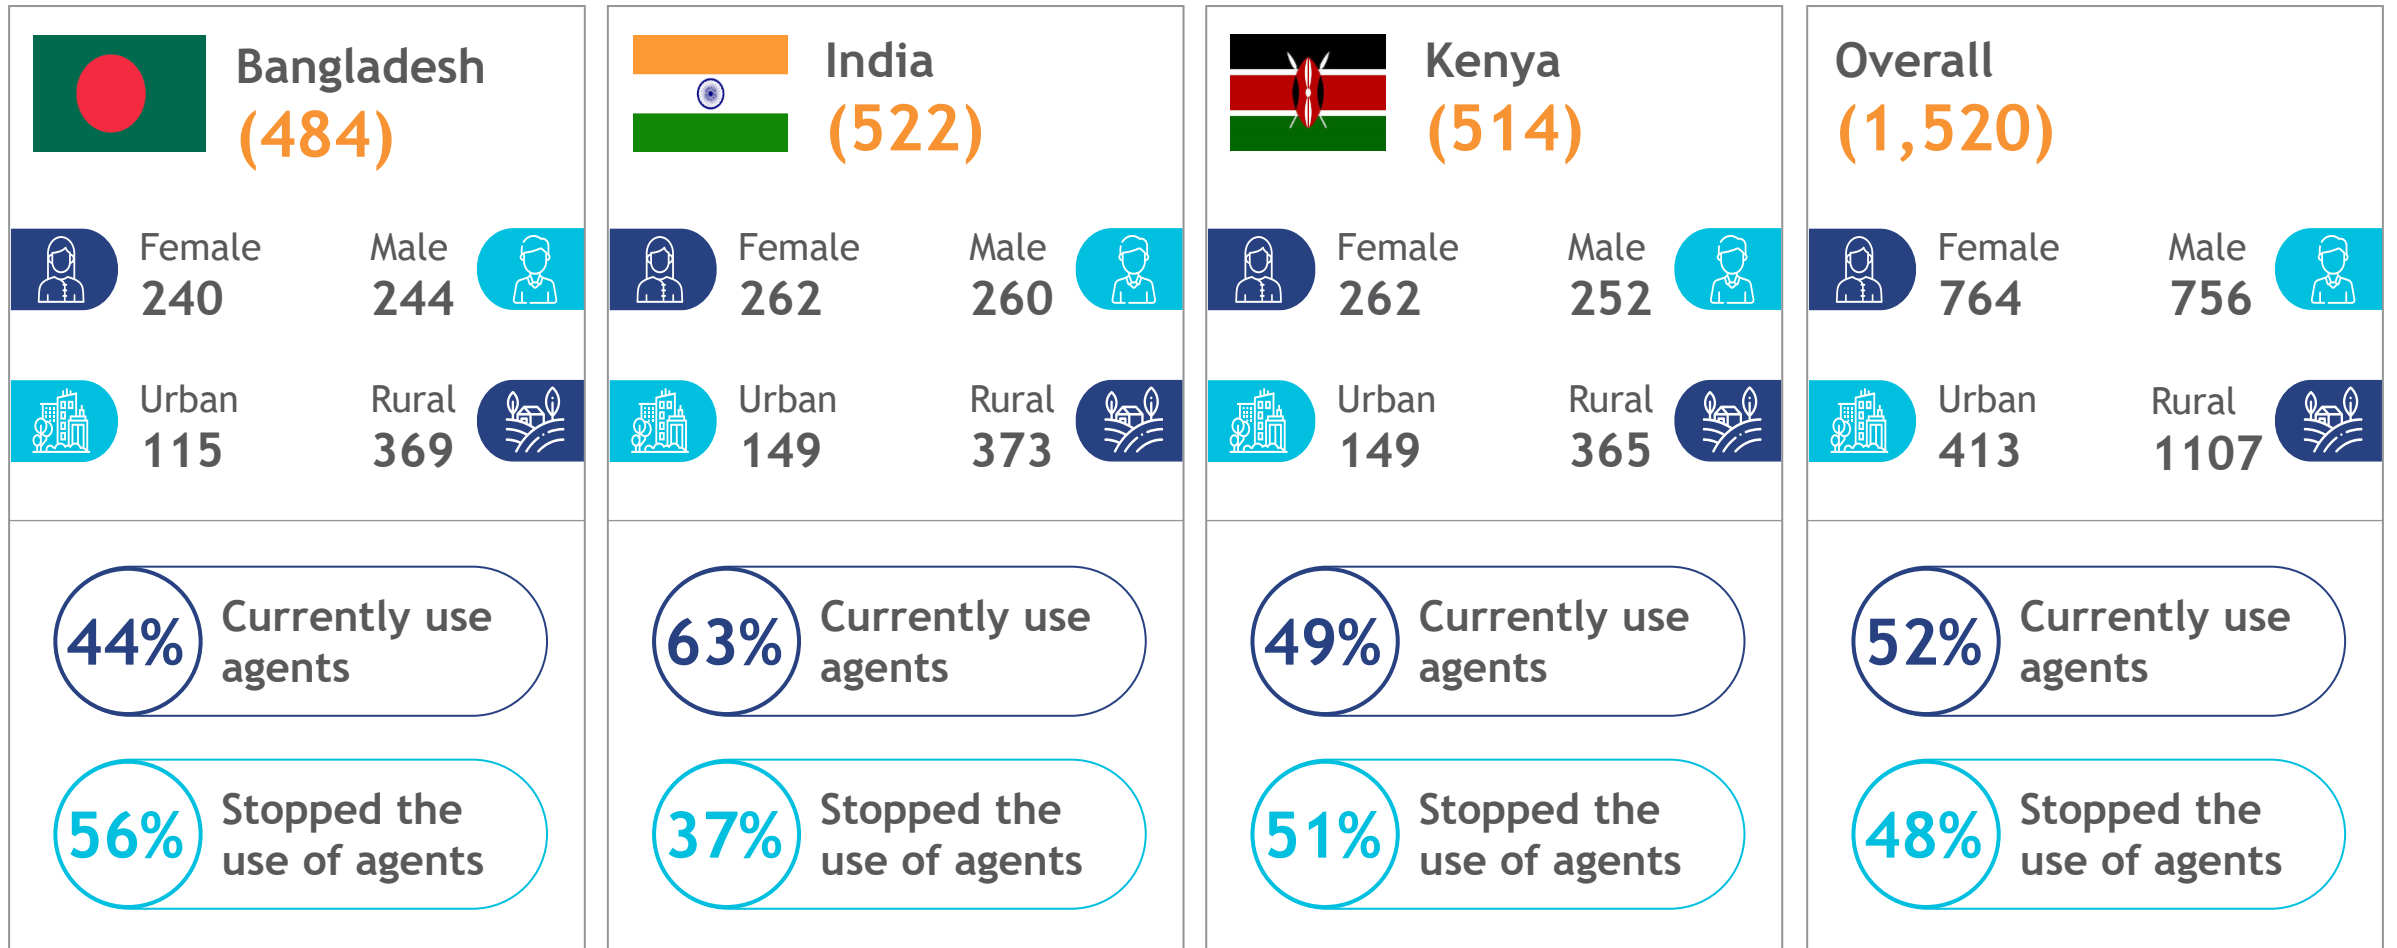 Bangladesh
(484)
Female
240
Male
244
Urban
115
Rural
369
44%
Currently use
agents
56%
Stopped the
use of agents
India
(522)
Female
262
Male
260
Urban
149
Rural
373
63%
Currently use
agents
37%
Stopped the
use of agents
Kenya
(514)
Female
262
Male
252
Urban
149
Rural
365
49%
Currently use
agents
51%
Stopped the
use of agents
Overall
(1,520)
Female
764
Male
756
Urban
413
Rural
1107
52%
Currently use
agents
48%
Stopped the
use of agents